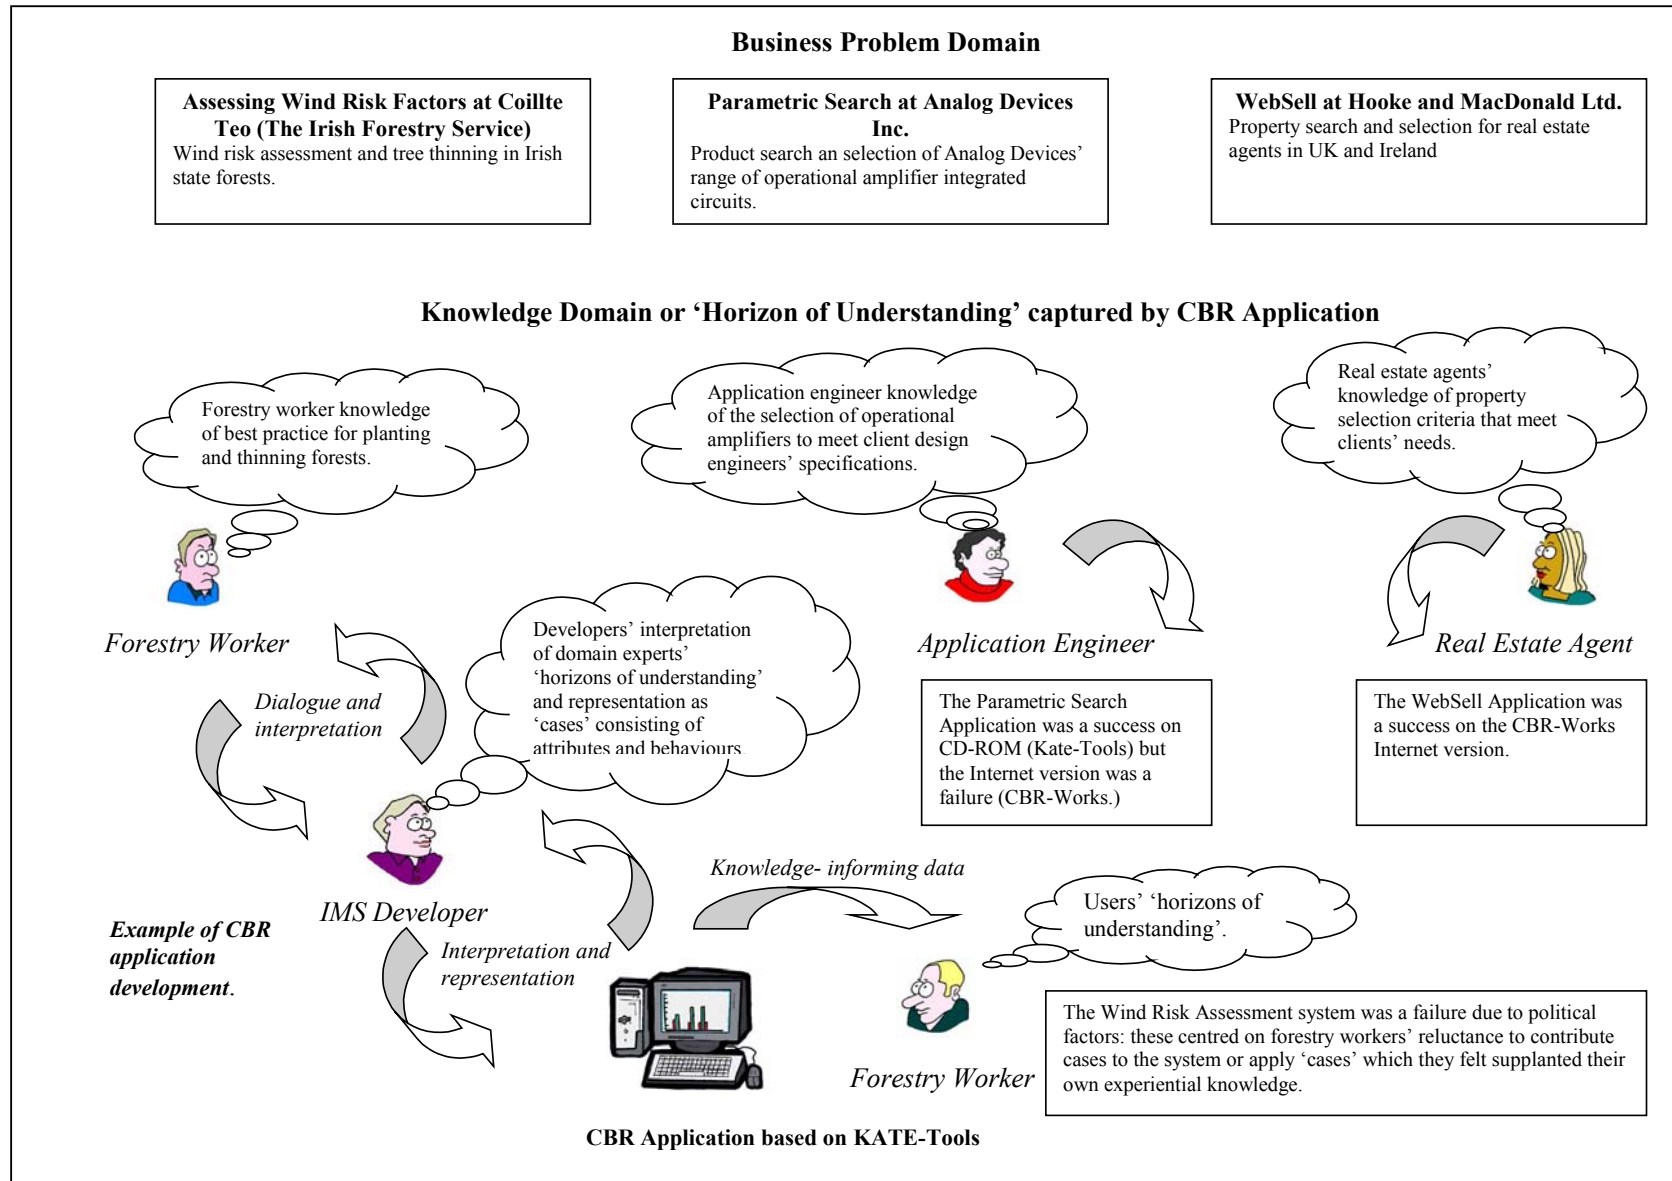 Business Problem Domain
Assessing Wind Risk Factors at Coillte
Teo (The Irish Forestry Service)
Wind risk assessment and tree thinning in Irish
state forests.
Parametric Search at Analog Devices
Inc.
Product search an selection of Analog Devices’
range of operational amplifier integrated
circuits.
WebSell at Hooke and MacDonald Ltd.
Property search and selection for real estate
agents in UK and Ireland
Knowledge Domain or ‘Horizon of Understanding’ captured by CBR Application
Forestry worker knowledge
of best practice for planting
and thinning forests.
Application engineer knowledge
of the selection of operational
amplifiers to meet client design
engineers’ specifications.
Real estate agents’
knowledge of property
selection criteria that meet
clients’ needs.
Forestry Worker
Developers’ interpretation
of domain experts’
‘horizons of understanding’
and representation as
‘cases’ consisting of
attributes and behaviours.
Application Engineer
Real Estate Agent
Dialogue and
interpretation
The Parametric Search
Application was a success on
CD-ROM (Kate-Tools) but
the Internet version was a
failure (CBR-Works.)
The WebSell Application was
a success on the CBR-Works
Internet version.
IMS Developer
Knowledge- informing data
Example of CBR
application
development.
Interpretation and
representation
Users’ ‘horizons of
understanding’.
Forestry Worker
The Wind Risk Assessment system was a failure due to political
factors: these centred on forestry workers’ reluctance to contribute
cases to the system or apply ‘cases’ which they felt supplanted their
own experiential knowledge.
CBR Application based on KATE-Tools